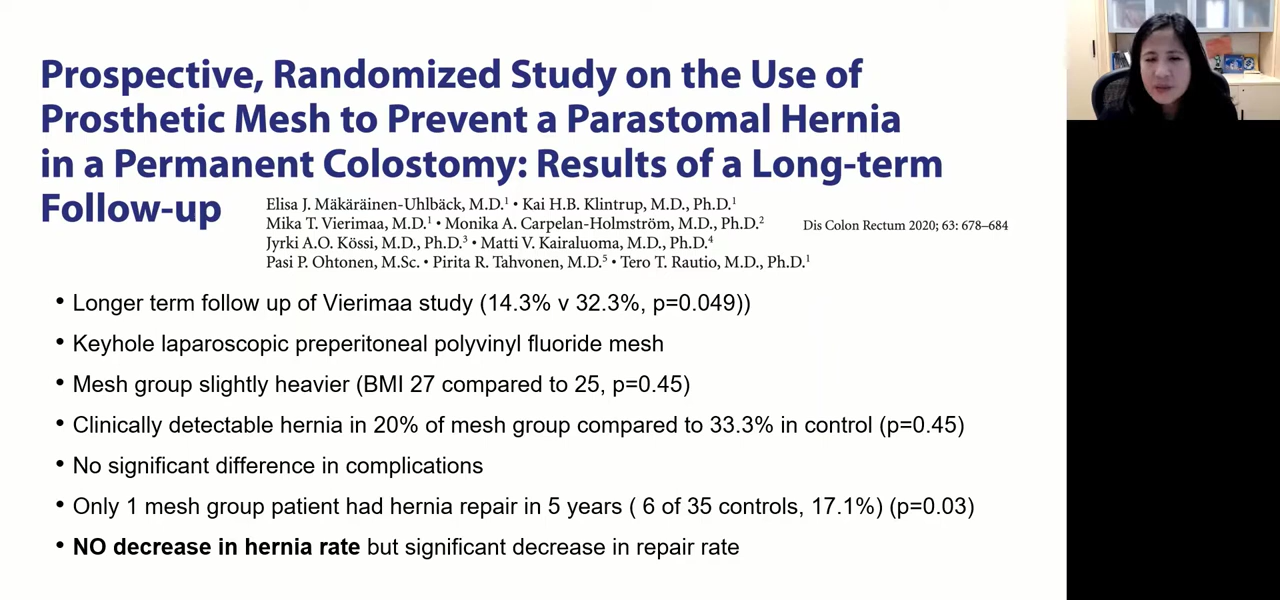 Prospective, Randomized Study on the Use of
Prosthetic Mesh to Prevent a Parastomal Hernia
in a Permanent Colostomy: Results of a Long-term
Follow-up
Elisa J. Mäkäräinen-Uhlbäck, M.D.¹ • Kai H.B. Klintrup, M.D., Ph.D.¹
Mika T. Vierimaa, M.D.¹ • Monika A. Carpelan-Holmström, M.D., Ph.D.²
Jyrki A.O. Kössi, M.D., Ph.D.³ • Matti V. Kairaluoma, M.D., Ph.D.⁴
Pasi P. Ohtonen, M.Sc. • Pirita R. Tahvonen, M.D.⁵ • Tero T. Rautio, M.D., Ph.D.¹
Dis Colon Rectum 2020; 63: 678–684
• Longer term follow up of Vierimaa study (14.3% v 32.3%, p=0.049))
• Keyhole laparoscopic preperitoneal polyvinyl fluoride mesh
• Mesh group slightly heavier (BMI 27 compared to 25, p=0.45)
• Clinically detectable hernia in 20% of mesh group compared to 33.3% in control (p=0.45)
• No significant difference in complications
• Only 1 mesh group patient had hernia repair in 5 years ( 6 of 35 controls, 17.1%) (p=0.03)
• NO decrease in hernia rate but significant decrease in repair rate